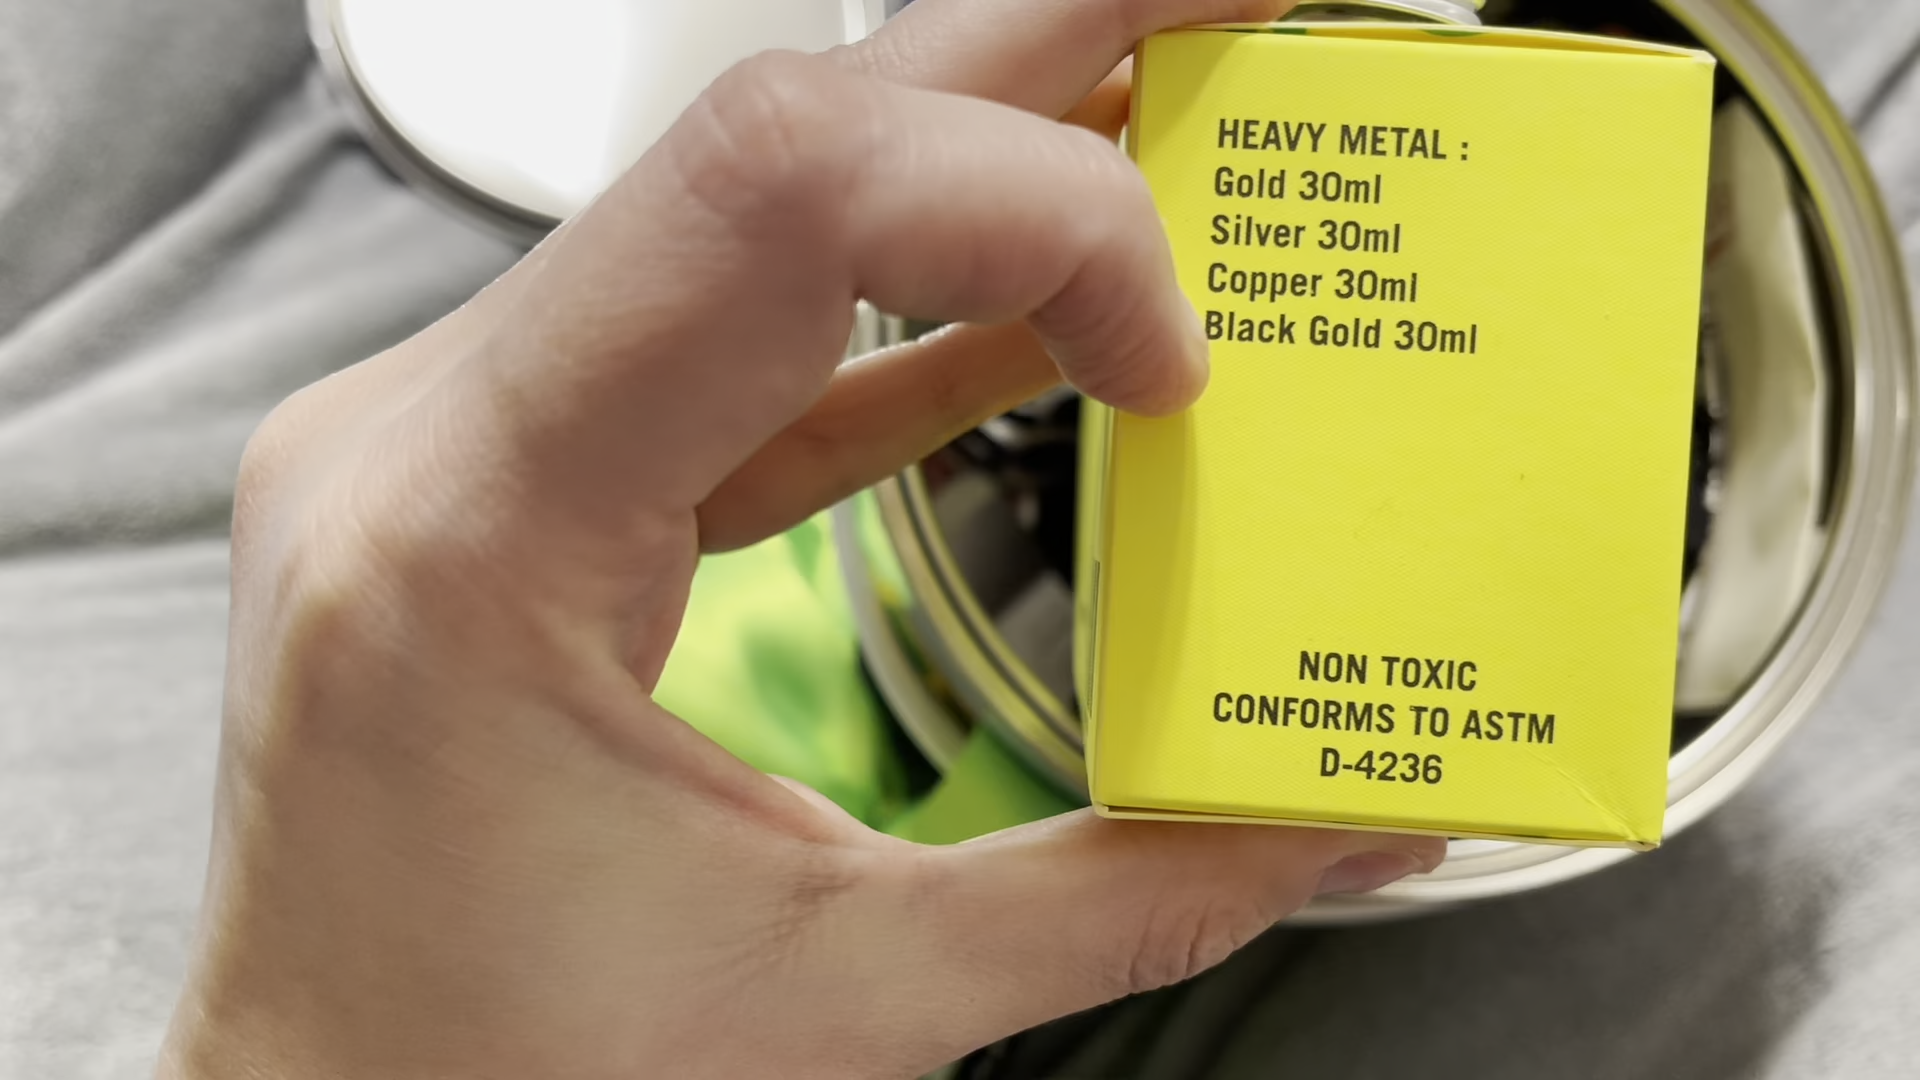 HEAVY METAL :
Gold 30ml
Silver 30ml
Copper 30ml
Black Gold 30ml
NON TOXIC
CONFORMS TO ASTM
D-4236